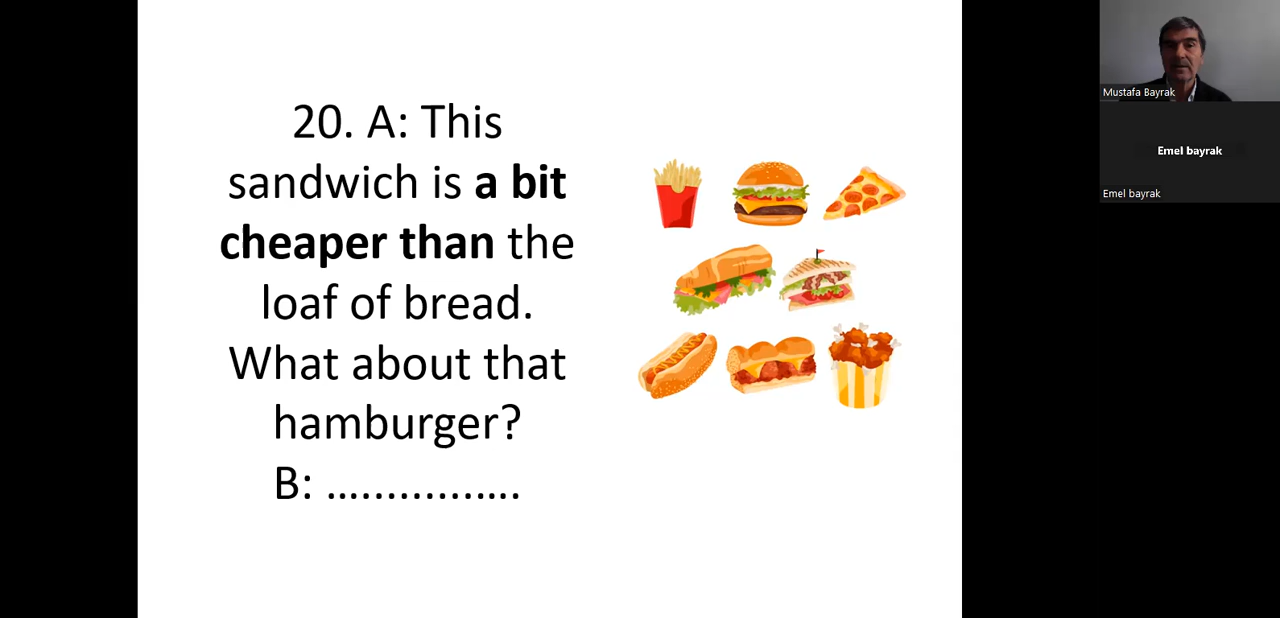 20. A: This
sandwich is a bit
cheaper than the
loaf of bread.
What about that
hamburger?
B: ................
Mustafa Bayrak
Emel bayrak
Emel bayrak